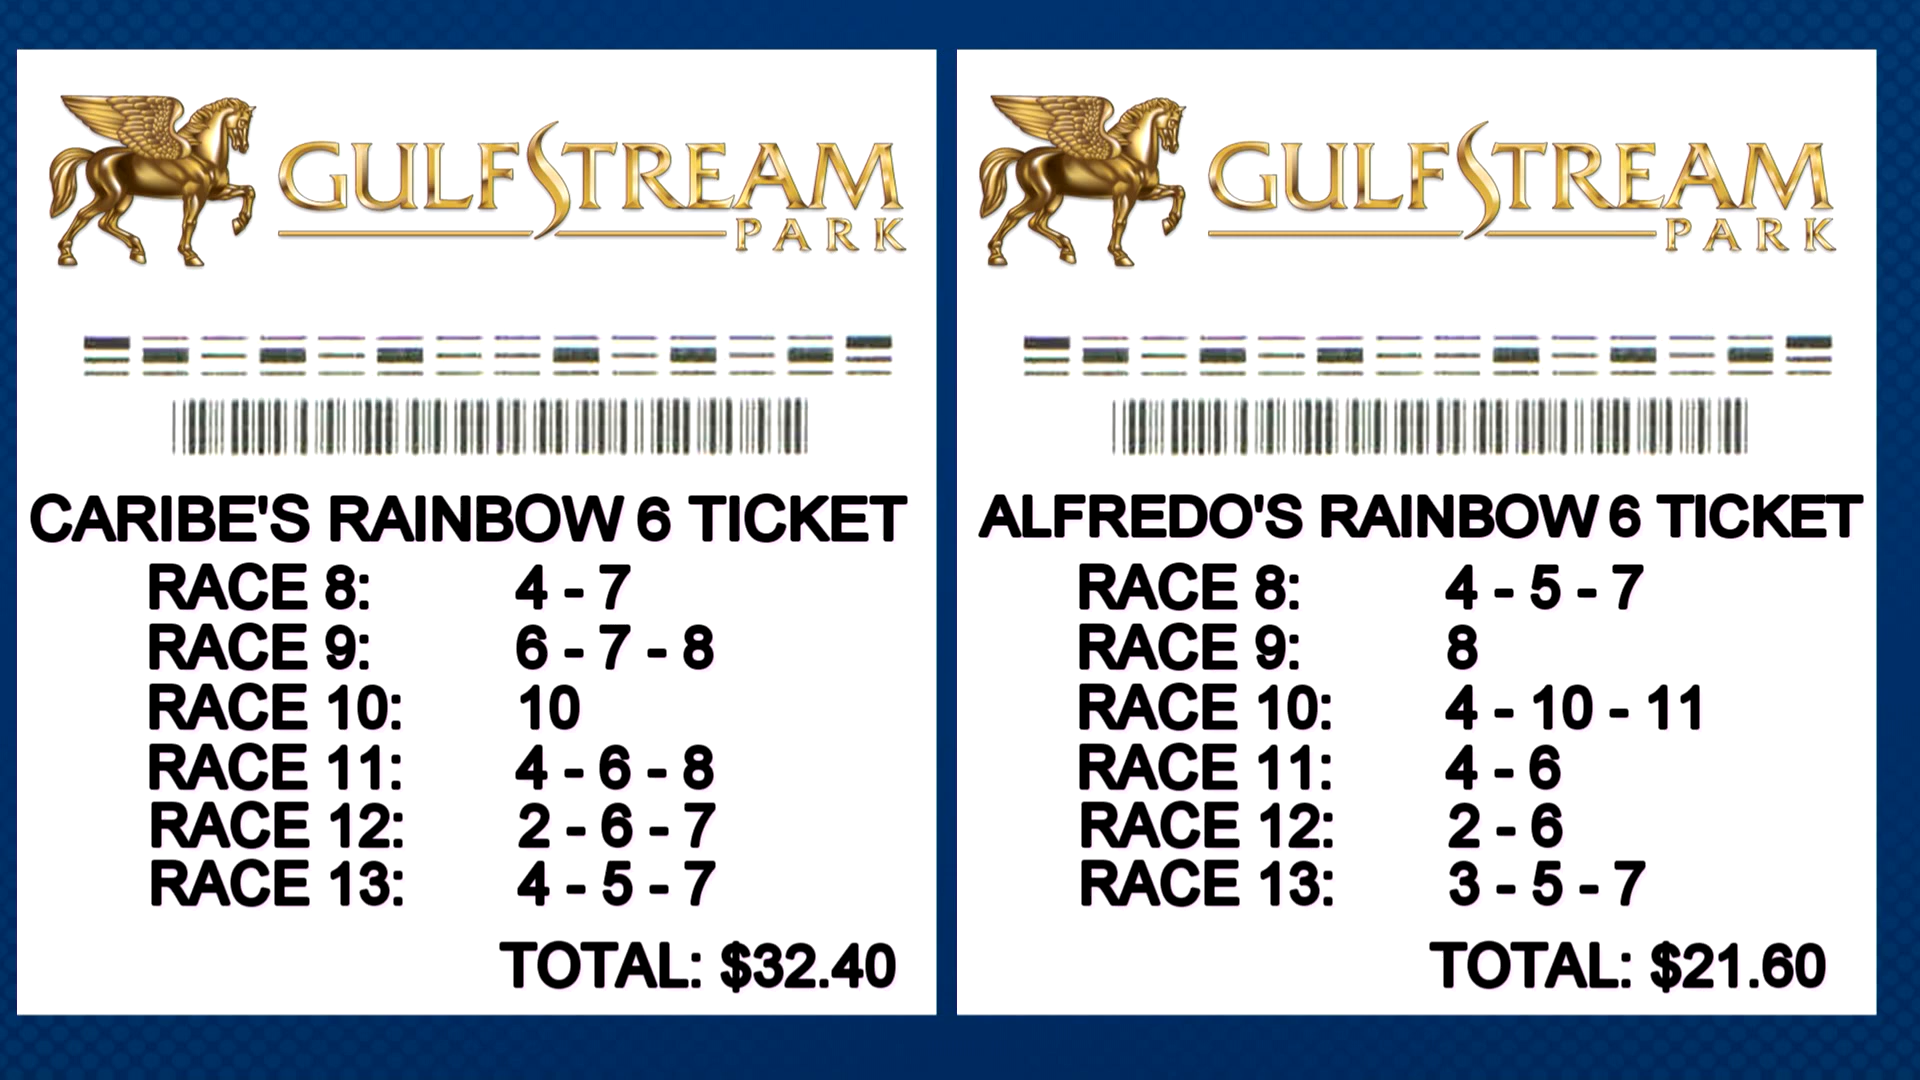 GULFSTREAM
PARK
CARIBE'S RAINBOW 6 TICKET
RACE 8: 4 - 7
RACE 9: 6 - 7 - 8
RACE 10: 10
RACE 11: 4 - 6 - 8
RACE 12: 2 - 6 - 7
RACE 13: 4 - 5 - 7
TOTAL: $32.40
GULFSTREAM
PARK
ALFREDO'S RAINBOW 6 TICKET
RACE 8: 4 - 5 - 7
RACE 9: 8
RACE 10: 4 - 10 - 11
RACE 11: 4 - 6
RACE 12: 2 - 6
RACE 13: 3 - 5 - 7
TOTAL: $21.60